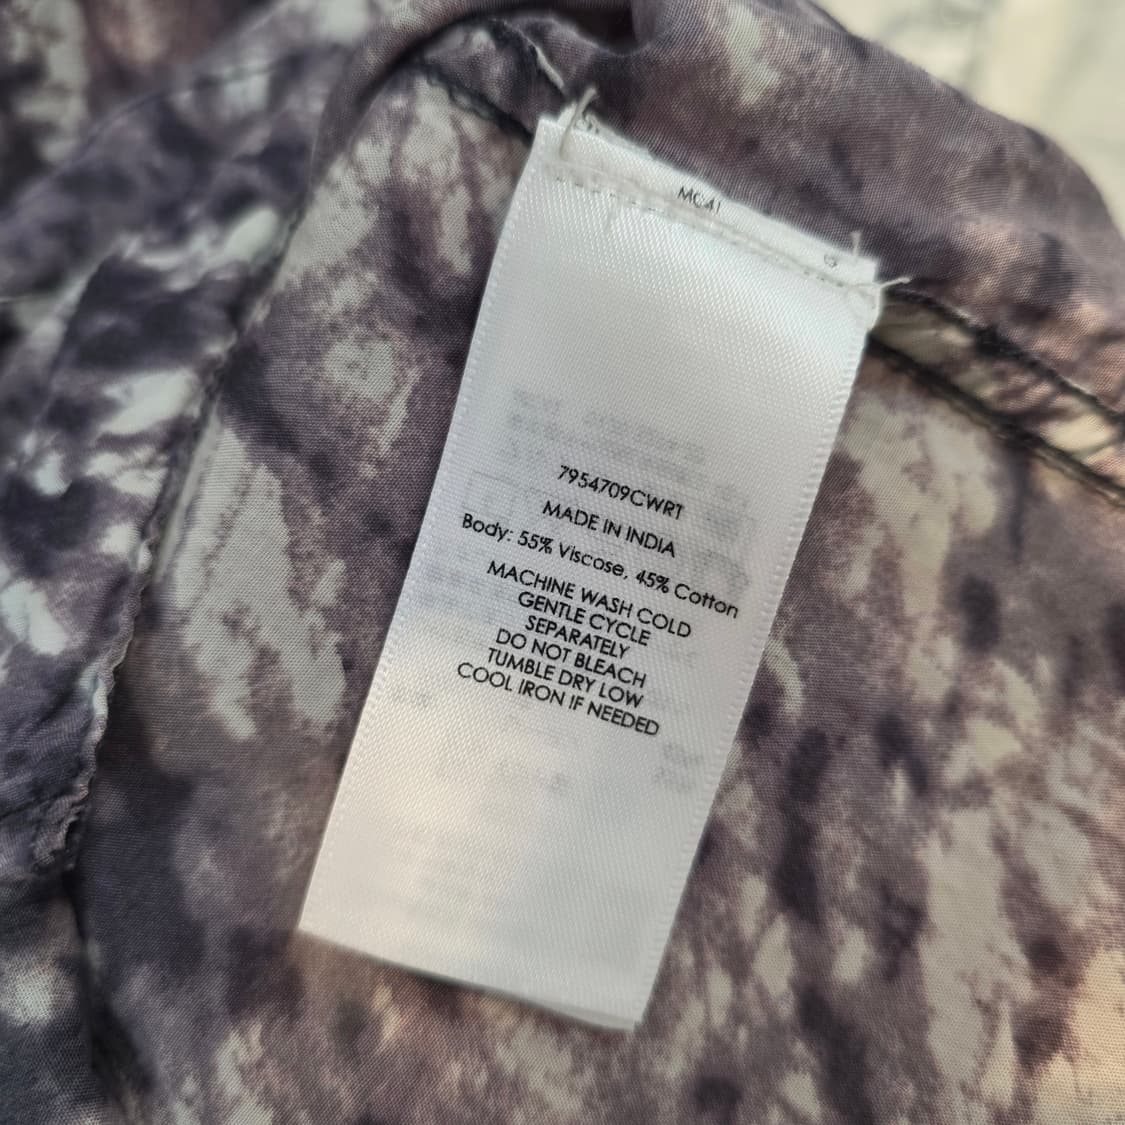 7954709CWRT
MADE IN INDIA
Body: 55% Viscose, 45% Cotton
MACHINE WASH COLD
GENTLE CYCLE
SEPARATELY
DO NOT BLEACH
TUMBLE DRY LOW
COOL IRON IF NEEDED